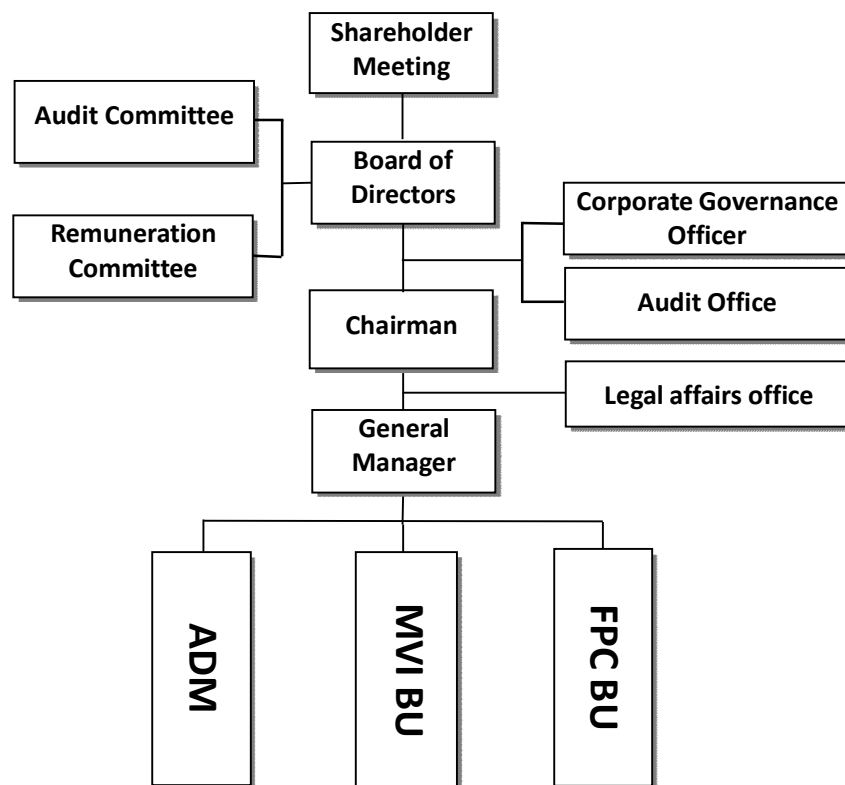 Shareholder
Meeting
Audit Committee
Board of
Directors
Remuneration
Committee
Corporate Governance
Officer
Audit Office
Chairman
Legal affairs office
General
Manager
ADM
MVI BU
FPC BU